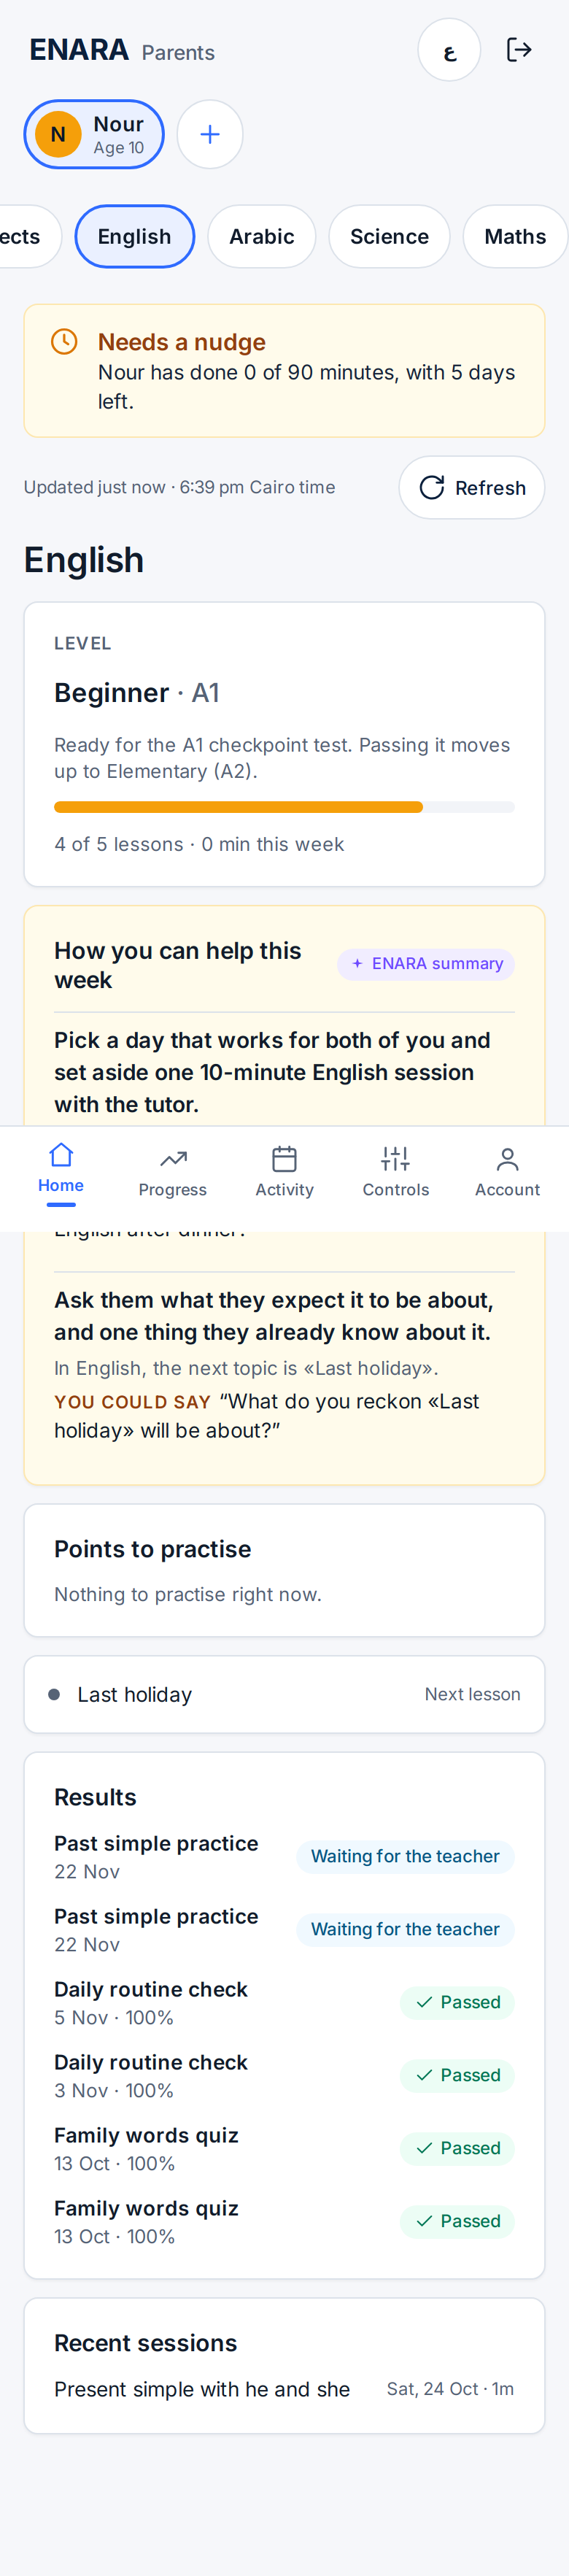 ENARA Parents
ع
N
Nour
Age 10
ects
English
Arabic
Science
Maths
Needs a nudge
Nour has done 0 of 90 minutes, with 5 days
left.
Updated just now · 6:39 pm Cairo time
Refresh
English
LEVEL
Beginner · A1
Ready for the A1 checkpoint test. Passing it moves
up to Elementary (A2).
4 of 5 lessons · 0 min this week
How you can help this
week
ENARA summary
Pick a day that works for both of you and
set aside one 10-minute English session
with the tutor.
Home
Progress
Activity
Controls
Account
English after dinner?
Ask them what they expect it to be about,
and one thing they already know about it.
In English, the next topic is «Last holiday».
YOU COULD SAY “What do you reckon «Last
holiday» will be about?”
Points to practise
Nothing to practise right now.
Last holiday
Next lesson
Results
Past simple practice
22 Nov
Waiting for the teacher
Past simple practice
22 Nov
Waiting for the teacher
Daily routine check
5 Nov · 100%
Passed
Daily routine check
3 Nov · 100%
Passed
Family words quiz
13 Oct · 100%
Passed
Family words quiz
13 Oct · 100%
Passed
Recent sessions
Present simple with he and she
Sat, 24 Oct · 1m